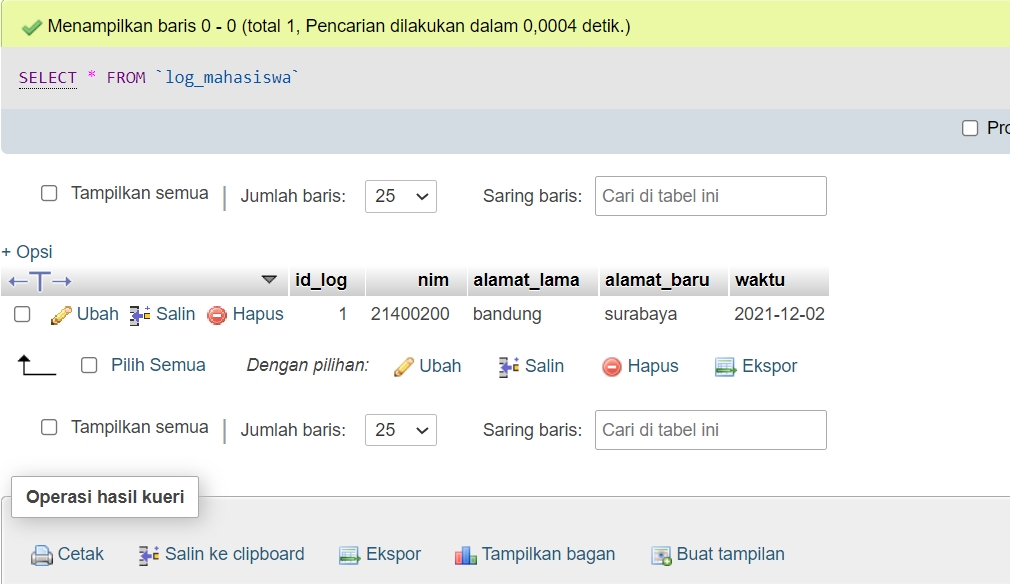 Menampilkan baris 0 - 0 (total 1, Pencarian dilakukan dalam 0,0004 detik.)
SELECT * FROM `log_mahasiswa`
Pro
Tampilkan semua | Jumlah baris: 25 Saring baris: Cari di tabel ini
+ Opsi
←T→ id_log nim alamat_lama alamat_baru waktu
Ubah Salin Hapus 1 21400200 bandung surabaya 2021-12-02
Pilih Semua Dengan pilihan: Ubah Salin Hapus Ekspor
Tampilkan semua | Jumlah baris: 25 Saring baris: Cari di tabel ini
Operasi hasil kueri
Cetak Salin ke clipboard Ekspor Tampilkan bagan Buat tampilan